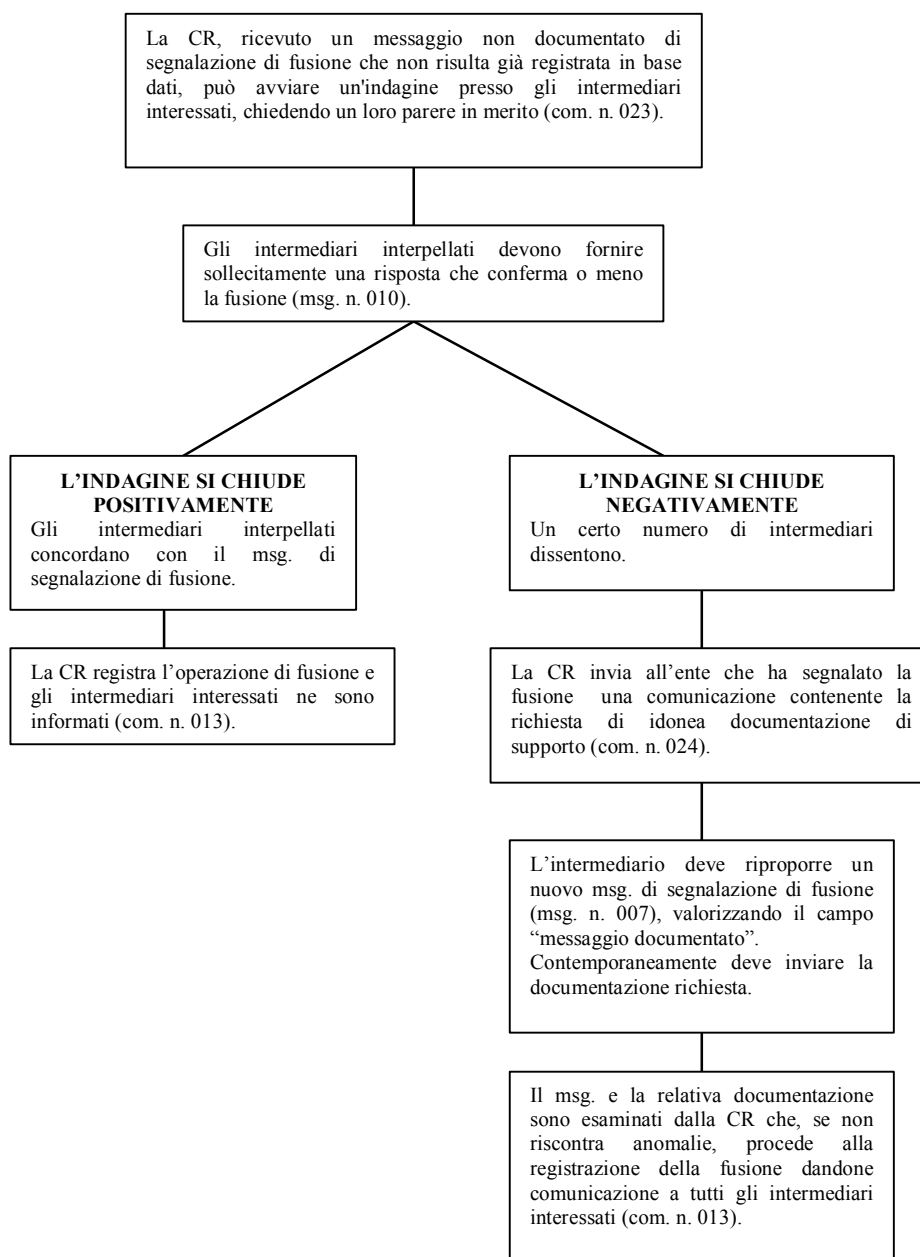 La CR, ricevuto un messaggio non documentato di
segnalazione di fusione che non risulta già registrata in base
dati, può avviare un'indagine presso gli intermediari
interessati, chiedendo un loro parere in merito (com. n. 023).
Gli intermediari interpellati devono fornire
sollecitamente una risposta che conferma o meno
la fusione (msg. n. 010).
L’INDAGINE SI CHIUDE
POSITIVAMENTE
Gli intermediari interpellati
concordano con il msg. di
segnalazione di fusione.
La CR registra l’operazione di fusione e
gli intermediari interessati ne sono
informati (com. n. 013).
L’INDAGINE SI CHIUDE
NEGATIVAMENTE
Un certo numero di intermediari
dissentono.
La CR invia all’ente che ha segnalato la
fusione una comunicazione contenente la
richiesta di idonea documentazione di
supporto (com. n. 024).
L’intermediario deve riproporre un
nuovo msg. di segnalazione di fusione
(msg. n. 007), valorizzando il campo
“messaggio documentato”.
Contemporaneamente deve inviare la
documentazione richiesta.
Il msg. e la relativa documentazione
sono esaminati dalla CR che, se non
riscontra anomalie, procede alla
registrazione della fusione dandone
comunicazione a tutti gli intermediari
interessati (com. n. 013).